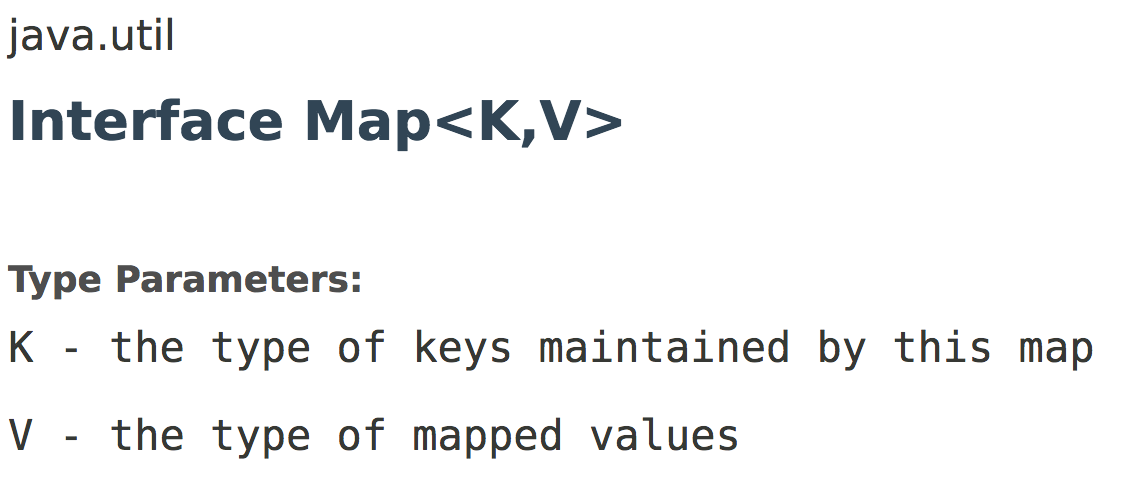 java.util
Interface Map<K,V>
Type Parameters:
K - the type of keys maintained by this map
V - the type of mapped values